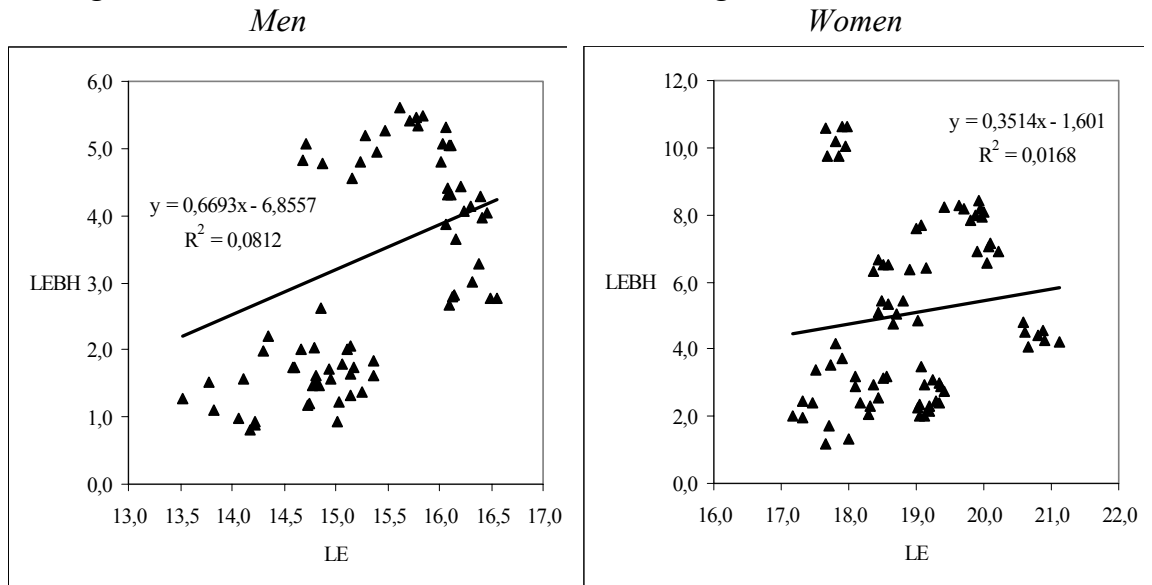 Men
6,0
5,0
4,0
3,0
2,0
1,0
0,0
LEBH
y = 0,6693x - 6,8557
R² = 0,0812
13,0 13,5 14,0 14,5 15,0 15,5 16,0 16,5 17,0
LE
Women
12,0
10,0
8,0
6,0
4,0
2,0
0,0
LEBH
y = 0,3514x - 1,601
R² = 0,0168
16,0 17,0 18,0 19,0 20,0 21,0 22,0
LE